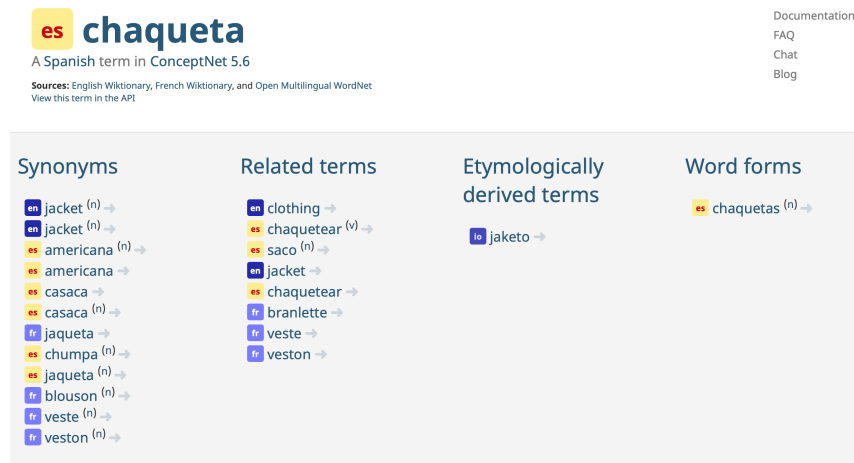 es chaqueta
A Spanish term in ConceptNet 5.6
Sources: English Wiktionary, French Wiktionary, and Open Multilingual WordNet
View this term in the API
Documentation
FAQ
Chat
Blog
Synonyms
en jacket (n) ➜
en jacket (n) ➜
es americana (n) ➜
es americana ➜
es casaca ➜
es casaca (n) ➜
fr jaqueta ➜
es chumpa (n) ➜
es jaqueta (n) ➜
fr blouson (n) ➜
fr veste (n) ➜
fr veston (n) ➜
Related terms
en clothing ➜
es chaquetear (v) ➜
es saco (n) ➜
en jacket ➜
es chaquetear ➜
fr branlette ➜
fr veste ➜
fr veston ➜
Etymologically
derived terms
io jaketo ➜
Word forms
es chaquetas (n) ➜